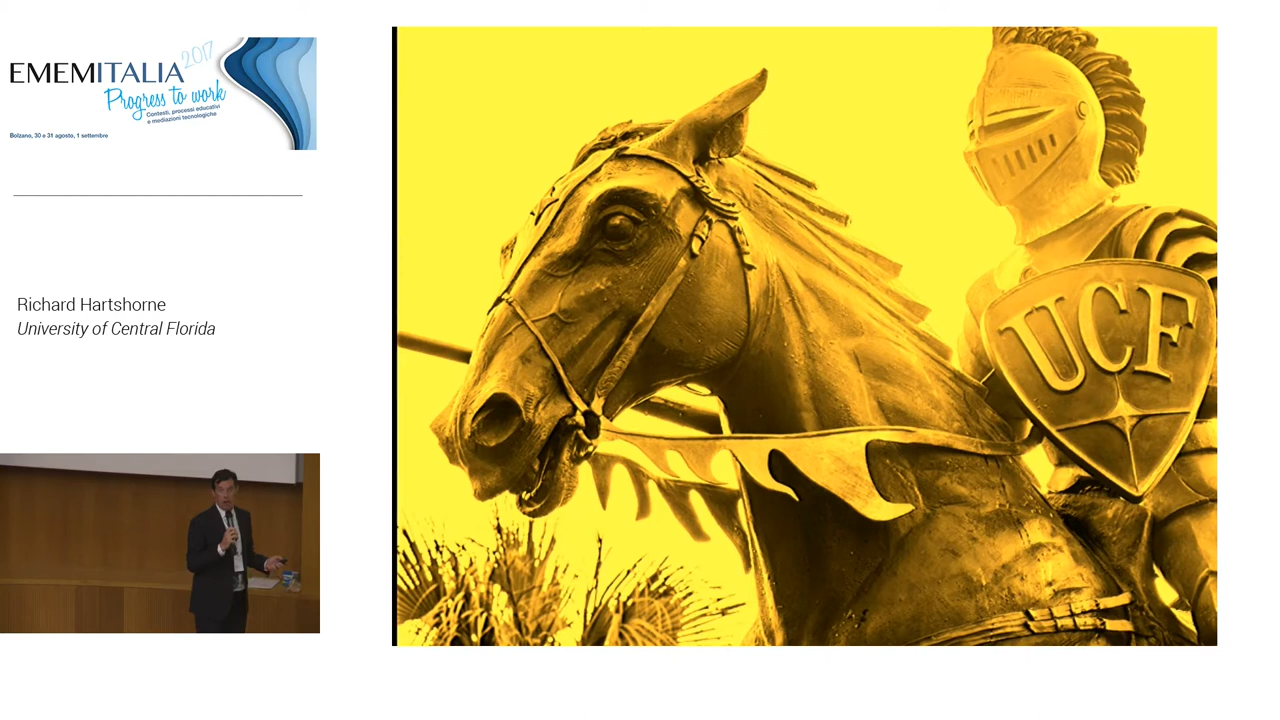 EMEMITALIA 2017
Progress to work
Contesti, processi educativi
e mediazioni tecnologiche
Bolzano, 30 e 31 agosto, 1 settembre
Richard Hartshorne
University of Central Florida
UCF